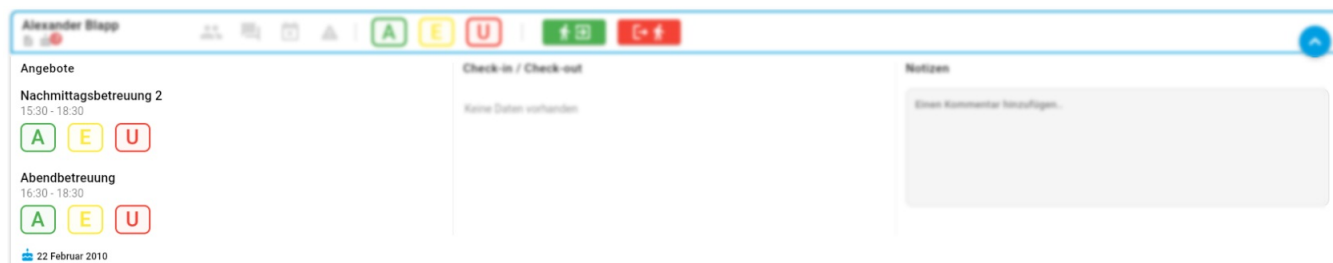 Alexander Blapp
A E U
Angebote
Check-in / Check-out
Notizen
Nachmittagsbetreuung 2
15:30 - 18:30
Keine Daten vorhanden
Einen Kommentar hinzufügen..
A E U
Abendbetreuung
16:30 - 18:30
A E U
22 Februar 2010